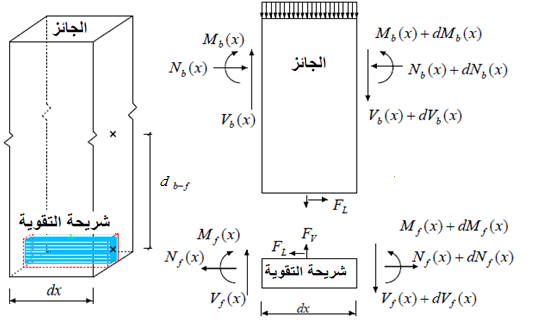 الجائز
شريحة التقوية
d b-f
dx
M_b(x)
N_b(x)
V_b(x)
الجائز
M_b(x)+dM_b(x)
N_b(x)+dN_b(x)
V_b(x)+dV_b(x)
F_L
M_f(x)
N_f(x)
V_f(x)
F_V
F_L
شريحة التقوية
dx
M_f(x)+dM_f(x)
N_f(x)+dN_f(x)
V_f(x)+dV_f(x)